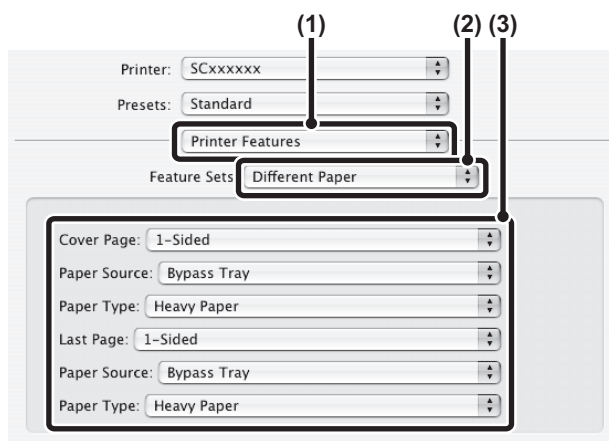 (1) (2) (3)
Printer: SCxxxxxx
Presets: Standard
Printer Features
Feature Sets: Different Paper
Cover Page: 1-Sided
Paper Source: Bypass Tray
Paper Type: Heavy Paper
Last Page: 1-Sided
Paper Source: Bypass Tray
Paper Type: Heavy Paper